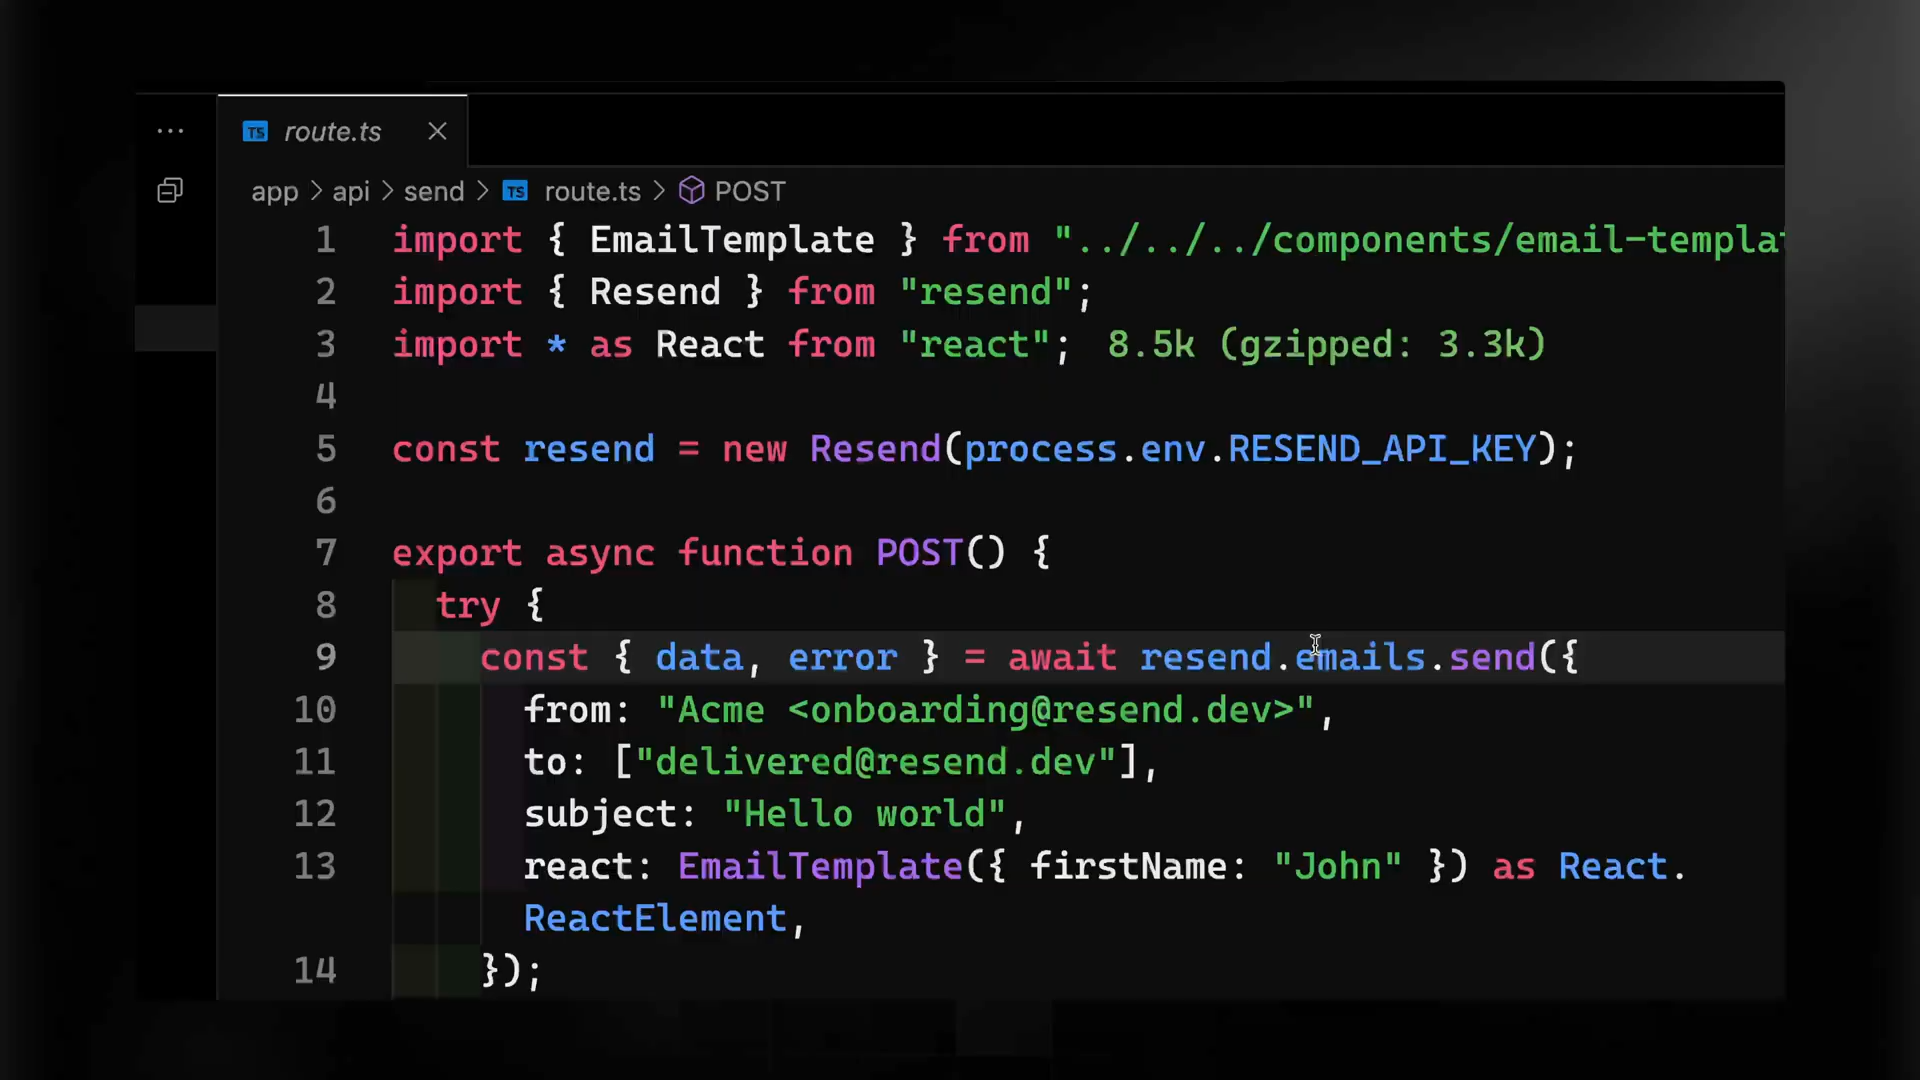 ··· TS route.ts
app > api > send > TS route.ts > POST
1 import { EmailTemplate } from "../../../components/email-templa
2 import { Resend } from "resend";
3 import * as React from "react"; 8.5k (gzipped: 3.3k)
4
5 const resend = new Resend(process.env.RESEND_API_KEY);
6
7 export async function POST() {
8 try {
9 const { data, error } = await resend.emails.send({
10 from: "Acme <onboarding@resend.dev>",
11 to: ["delivered@resend.dev"],
12 subject: "Hello world",
13 react: EmailTemplate({ firstName: "John" }) as React.
ReactElement,
14 });